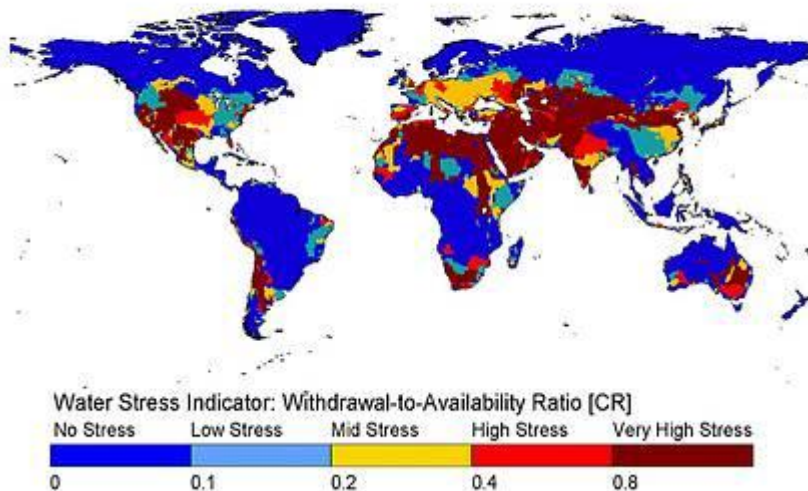 Water Stress Indicator: Withdrawal-to-Availability Ratio [CR]
No Stress Low Stress Mid Stress High Stress Very High Stress
0 0.1 0.2 0.4 0.8